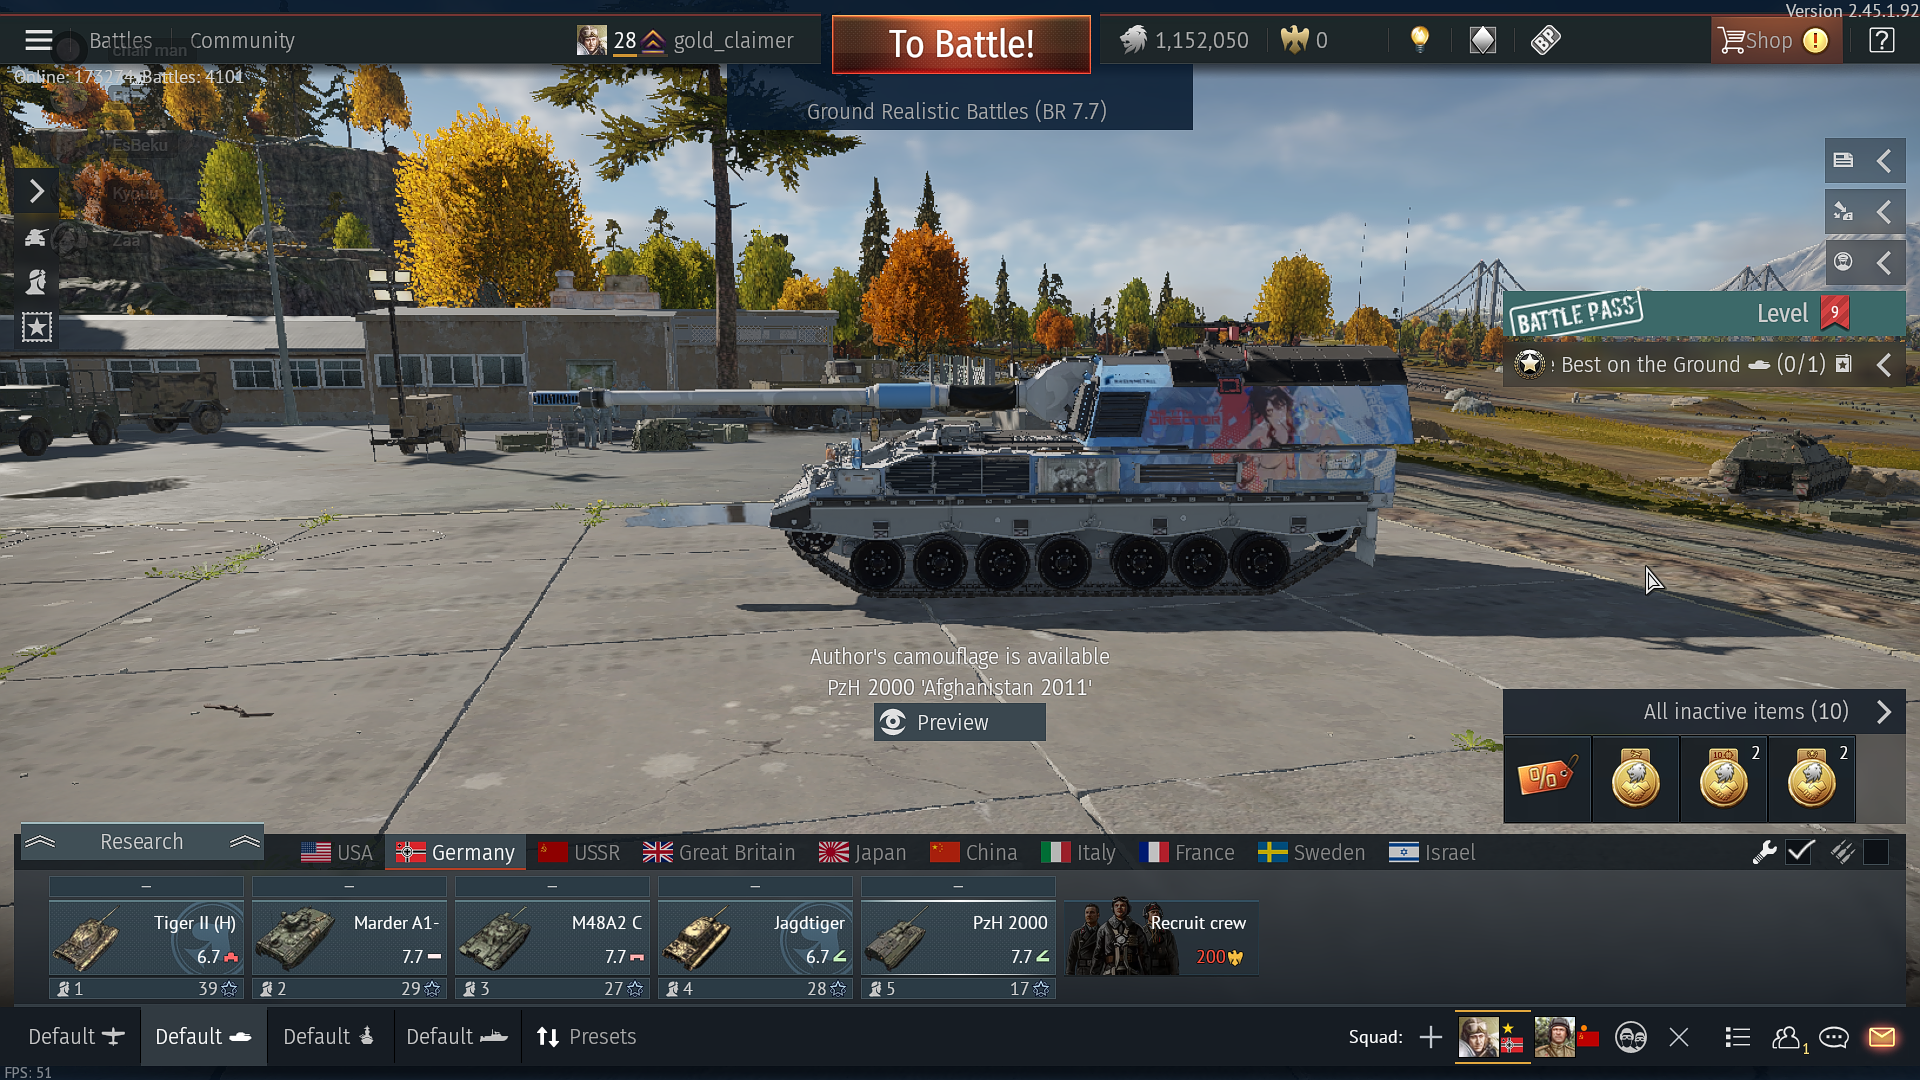 Version 2.45.1.92
Battles
Community
28
gold_claimer
To Battle!
1,152,050
0
BP
Shop
chair man
Online: 173274 Battles: 4101
Ground Realistic Battles (BR 7.7)
EsBeku
Zaa
BATTLE PASS
Level 9
! Best on the Ground (0/1)
Author's camouflage is available
PzH 2000 'Afghanistan 2011'
Preview
All inactive items (10)
%
2
2
Research
USA
Germany
USSR
Great Britain
Japan
China
Italy
France
Sweden
Israel
Tiger II (H)
6.7
1 39
Marder A1-
7.7
2 29
M48A2 C
7.7
3 27
Jagdtiger
6.7
4 28
PzH 2000
7.7
5 17
Recruit crew
200
Default
Default
Default
Default
Presets
Squad:
1
FPS: 51